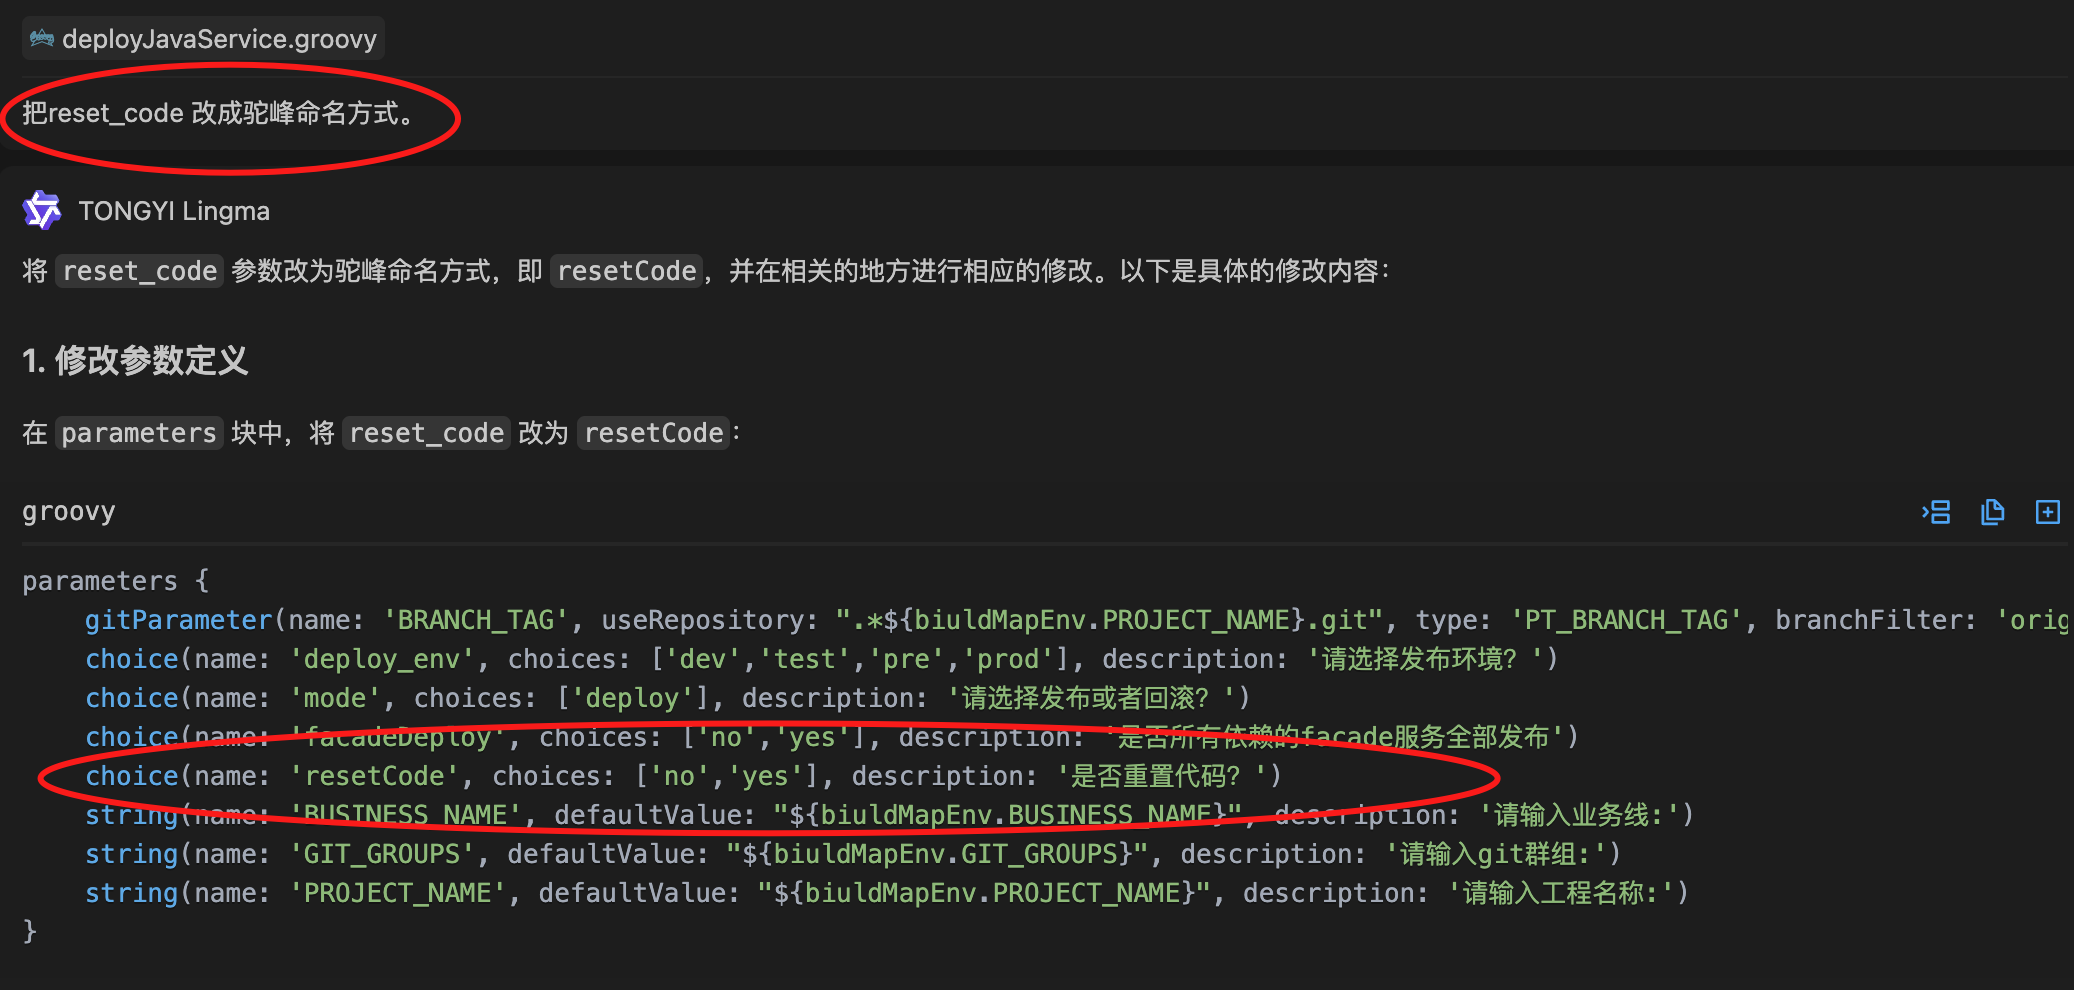 deployJavaService.groovy
把reset_code 改成驼峰命名方式。
TONGYI Lingma
将 reset_code 参数改为驼峰命名方式，即 resetCode，并在相关的地方进行相应的修改。以下是具体的修改内容：
1. 修改参数定义
在 parameters 块中，将 reset_code 改为 resetCode：
groovy
parameters {
    gitParameter(name: 'BRANCH_TAG', useRepository: ".*${biuldMapEnv.PROJECT_NAME}.git", type: 'PT_BRANCH_TAG', branchFilter: 'orig
    choice(name: 'deploy_env', choices: ['dev','test','pre','prod'], description: '请选择发布环境？')
    choice(name: 'mode', choices: ['deploy'], description: '请选择发布或者回滚？')
    choice(name: 'facadeDeploy', choices: ['no','yes'], description: '是否所有依赖的facade服务全部发布')
    choice(name: 'resetCode', choices: ['no','yes'], description: '是否重置代码？')
    string(name: 'BUSINESS_NAME', defaultValue: "${biuldMapEnv.BUSINESS_NAME}", description: '请输入业务线:')
    string(name: 'GIT_GROUPS', defaultValue: "${biuldMapEnv.GIT_GROUPS}", description: '请输入git群组:')
    string(name: 'PROJECT_NAME', defaultValue: "${biuldMapEnv.PROJECT_NAME}", description: '请输入工程名称:')
}